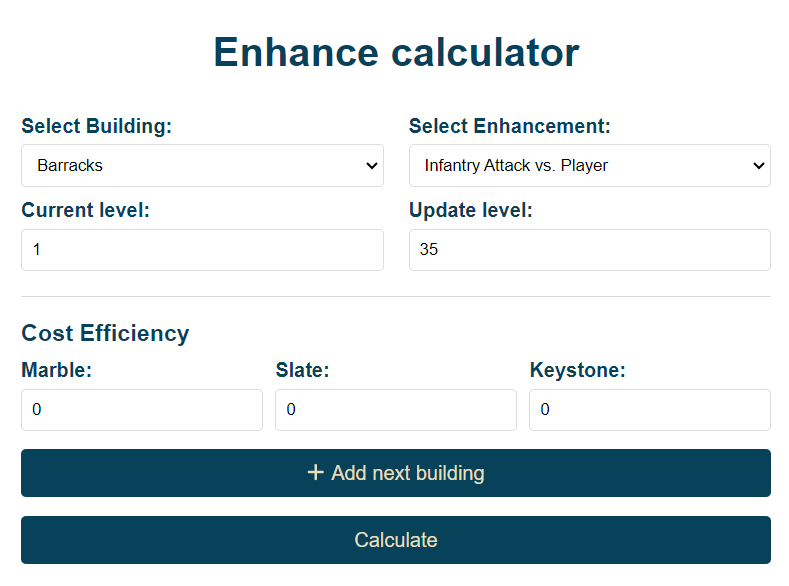 Enhance calculator
Select Building: Select Enhancement:
Barracks Infantry Attack vs. Player
Current level: Update level:
1 35
Cost Efficiency
Marble: Slate: Keystone:
0 0 0
+ Add next building
Calculate